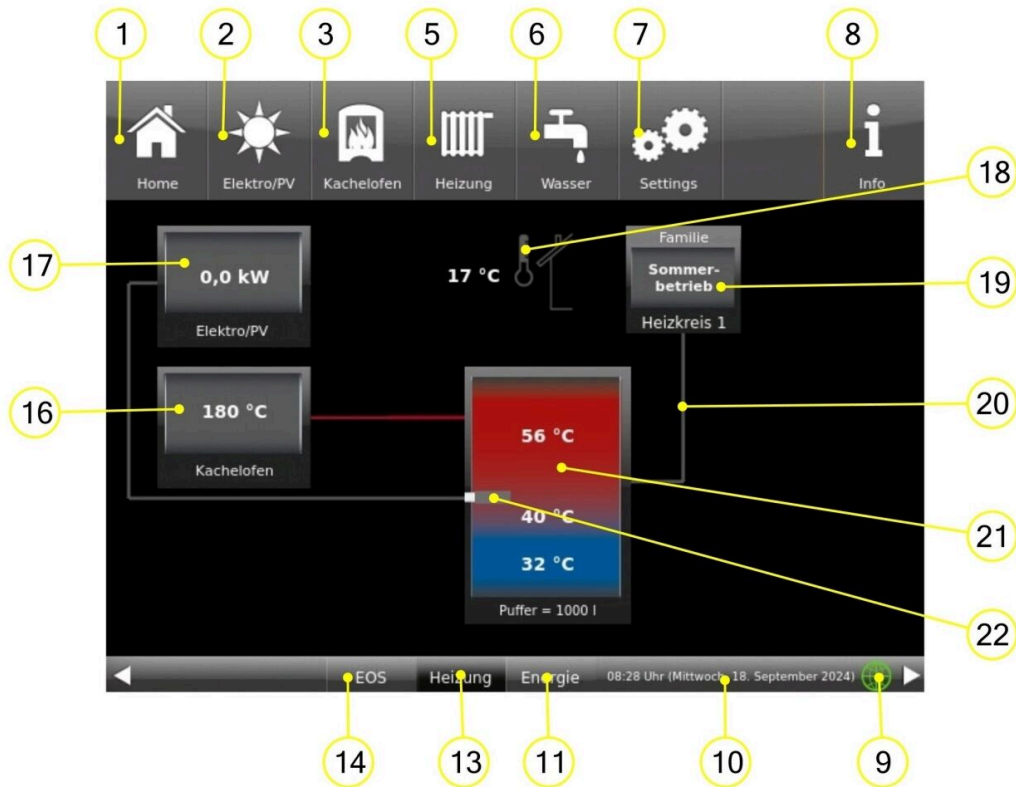 1
2
3
5
6
7
8
Home
Elektro/PV
Kachelofen
Heizung
Wasser
Settings
Info
18
17
0,0 kW
Elektro/PV
17 °C
Familie
Sommer-
betrieb
Heizkreis 1
19
16
180 °C
Kachelofen
20
56 °C
40 °C
32 °C
Puffer = 1000 l
21
22
EOS
Heizung
Energie
08:28 Uhr (Mittwoch, 18. September 2024)
14
13
11
10
9